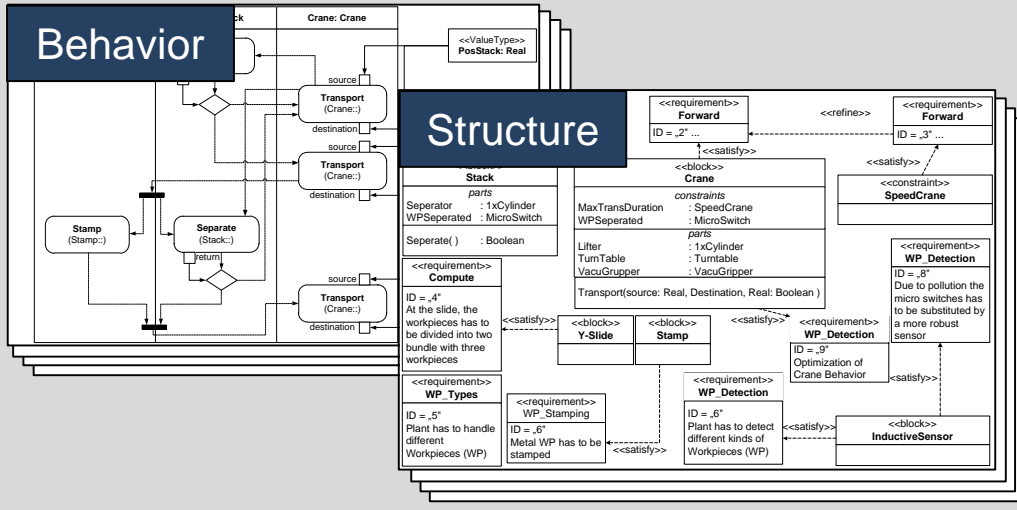 Behavior
ck
Crane: Crane
<<ValueType>>
PosStack: Real
source
Transport
(Crane::)
destination
source
Transport
(Crane::)
destination
Stamp
(Stamp::)
Separate
(Stack::)
return
source
Transport
(Crane::)
destination
Structure
<<requirement>>
Forward
ID = „2" ...
<<refine>>
<<requirement>>
Forward
ID = „3" ...
<<satisfy>>
<<satisfy>>
<<constraint>>
SpeedCrane
<<block>>
Stack
parts
Seperator : 1xCylinder
WPSeperated : MicroSwitch
Seperate( ) : Boolean
<<block>>
Crane
constraints
MaxTransDuration : SpeedCrane
WPSeperated : MicroSwitch
parts
Lifter : 1xCylinder
TurnTable : Turntable
VacuGrupper : VacuGripper
Transport(source: Real, Destination, Real: Boolean )
<<requirement>>
WP_Detection
ID = „8"
Due to pollution the
micro switches has
to be substituted by
a more robust
sensor
<<requirement>>
Compute
ID = „4"
At the slide, the
workpieces has to
be divided into two
bundle with three
workpieces
<<satisfy>>
<<block>>
Y-Slide
<<block>>
Stamp
<<satisfy>>
<<requirement>>
WP_Detection
ID = „9"
Optimization of
Crane Behavior
<<satisfy>>
<<requirement>>
WP_Types
ID = „5"
Plant has to handle
different
Workpieces (WP)
<<requirement>>
WP_Stamping
ID = „6"
Metal WP has to be
stamped
<<satisfy>>
<<requirement>>
WP_Detection
ID = „6"
Plant has to detect
different kinds of
Workpieces (WP)
<<satisfy>>
<<block>>
InductiveSensor